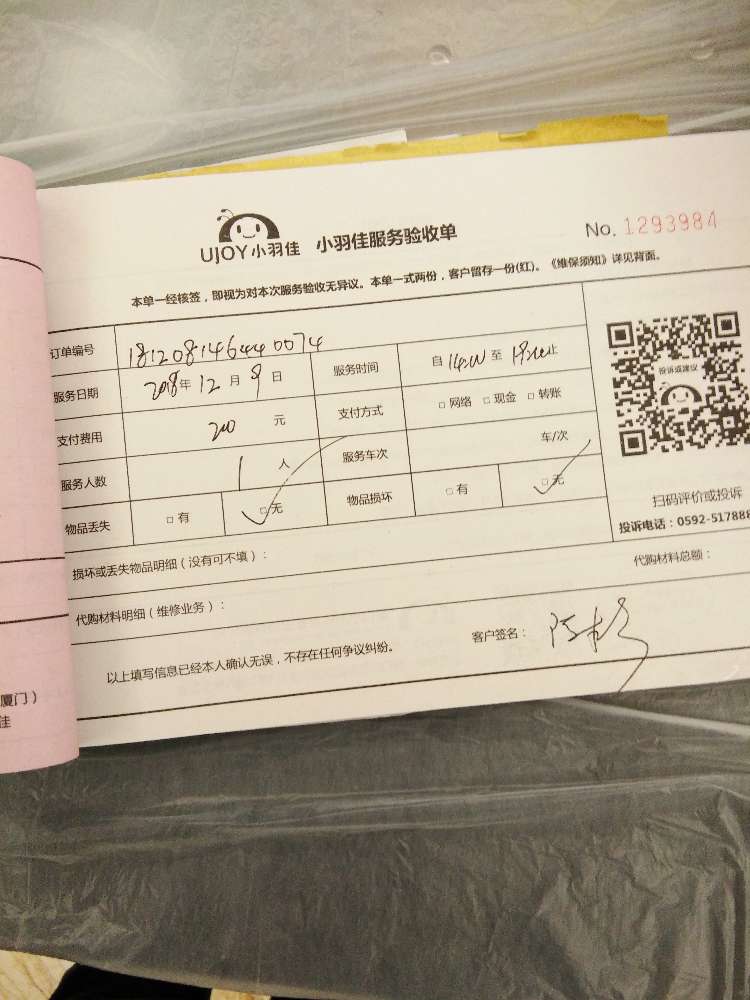 UJOY小羽佳 小羽佳服务验收单 No. 1293984
本单一经核签，即视为对本次服务验收无异议。本单一式两份，客户留存一份(红)。《维保须知》详见背面。
订单编号 181208146440074
服务日期 2018年12月9日 服务时间 自14:00至18:00止
支付费用 200元 支付方式 □网络 □现金 □转账
服务人数 1人 服务车次 车/次
物品丢失 □有 □无 物品损坏 □有 □无
投诉或建议
扫码评价或投诉
投诉电话：0592-517888
损坏或丢失物品明细（没有可不填）：
代购材料明细（维修业务）： 代购材料总额：
以上填写信息已经本人确认无误，不存在任何争议纠纷。 客户签名：
厦门）
佳